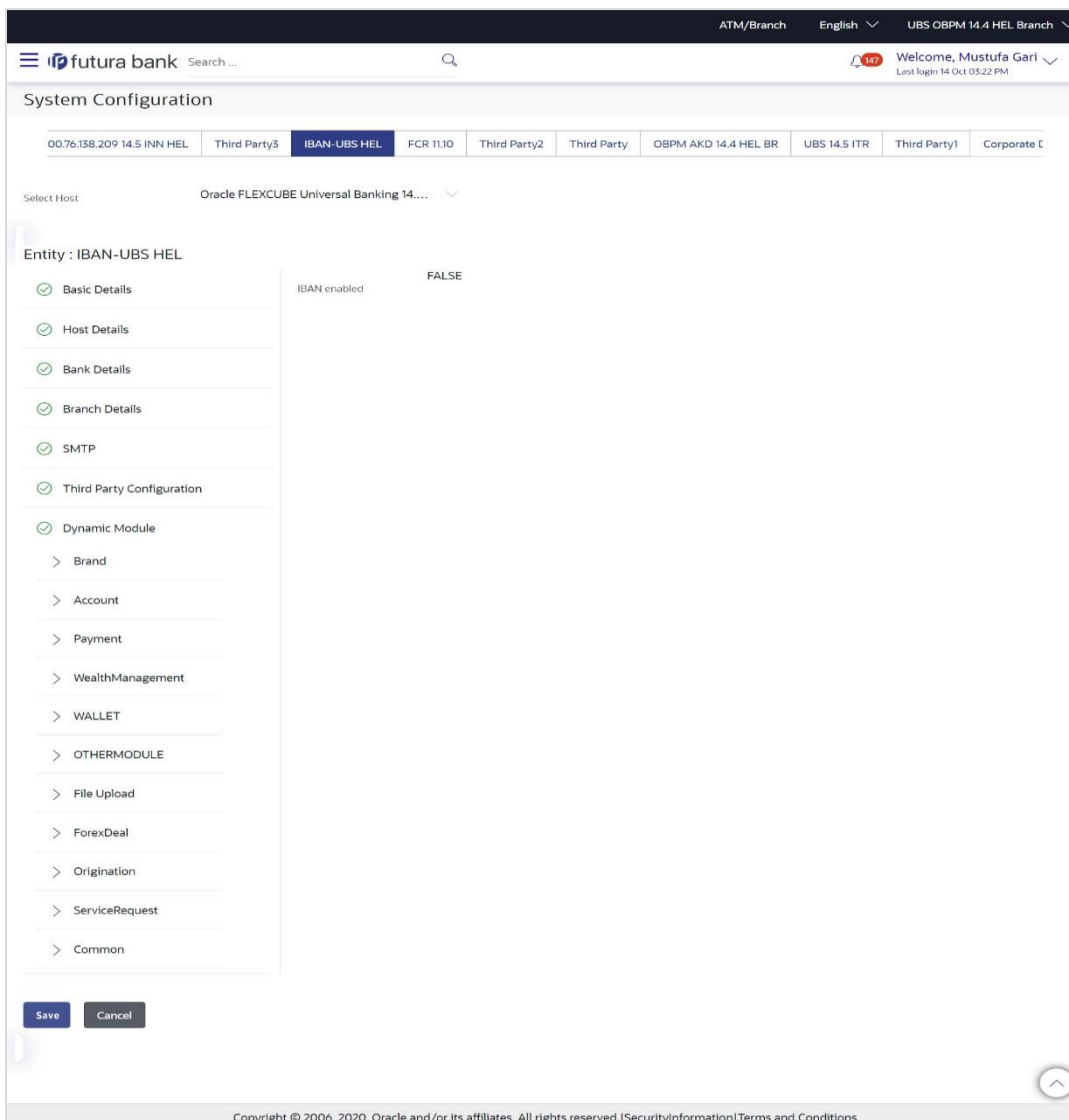 ATM/Branch English UBS OBPM 14.4 HEL Branch
futura bank Search ... 147 Welcome, Mustufa Gari
Last login 14 Oct 03:22 PM
System Configuration
00.76.138.209 14.5 INN HEL Third Party3 IBAN-UBS HEL FCR 11.10 Third Party2 Third Party OBPM AKD 14.4 HEL BR UBS 14.5 ITR Third Party1 Corporate
Select Host Oracle FLEXCUBE Universal Banking 14....
Entity : IBAN-UBS HEL
FALSE
Basic Details IBAN enabled
Host Details
Bank Details
Branch Details
SMTP
Third Party Configuration
Dynamic Module
Brand
Account
Payment
WealthManagement
WALLET
OTHERMODULE
File Upload
ForexDeal
Origination
ServiceRequest
Common
Save Cancel
Copyright © 2006, 2020, Oracle and/or its affiliates. All rights reserved.|SecurityInformation|Terms and Conditions